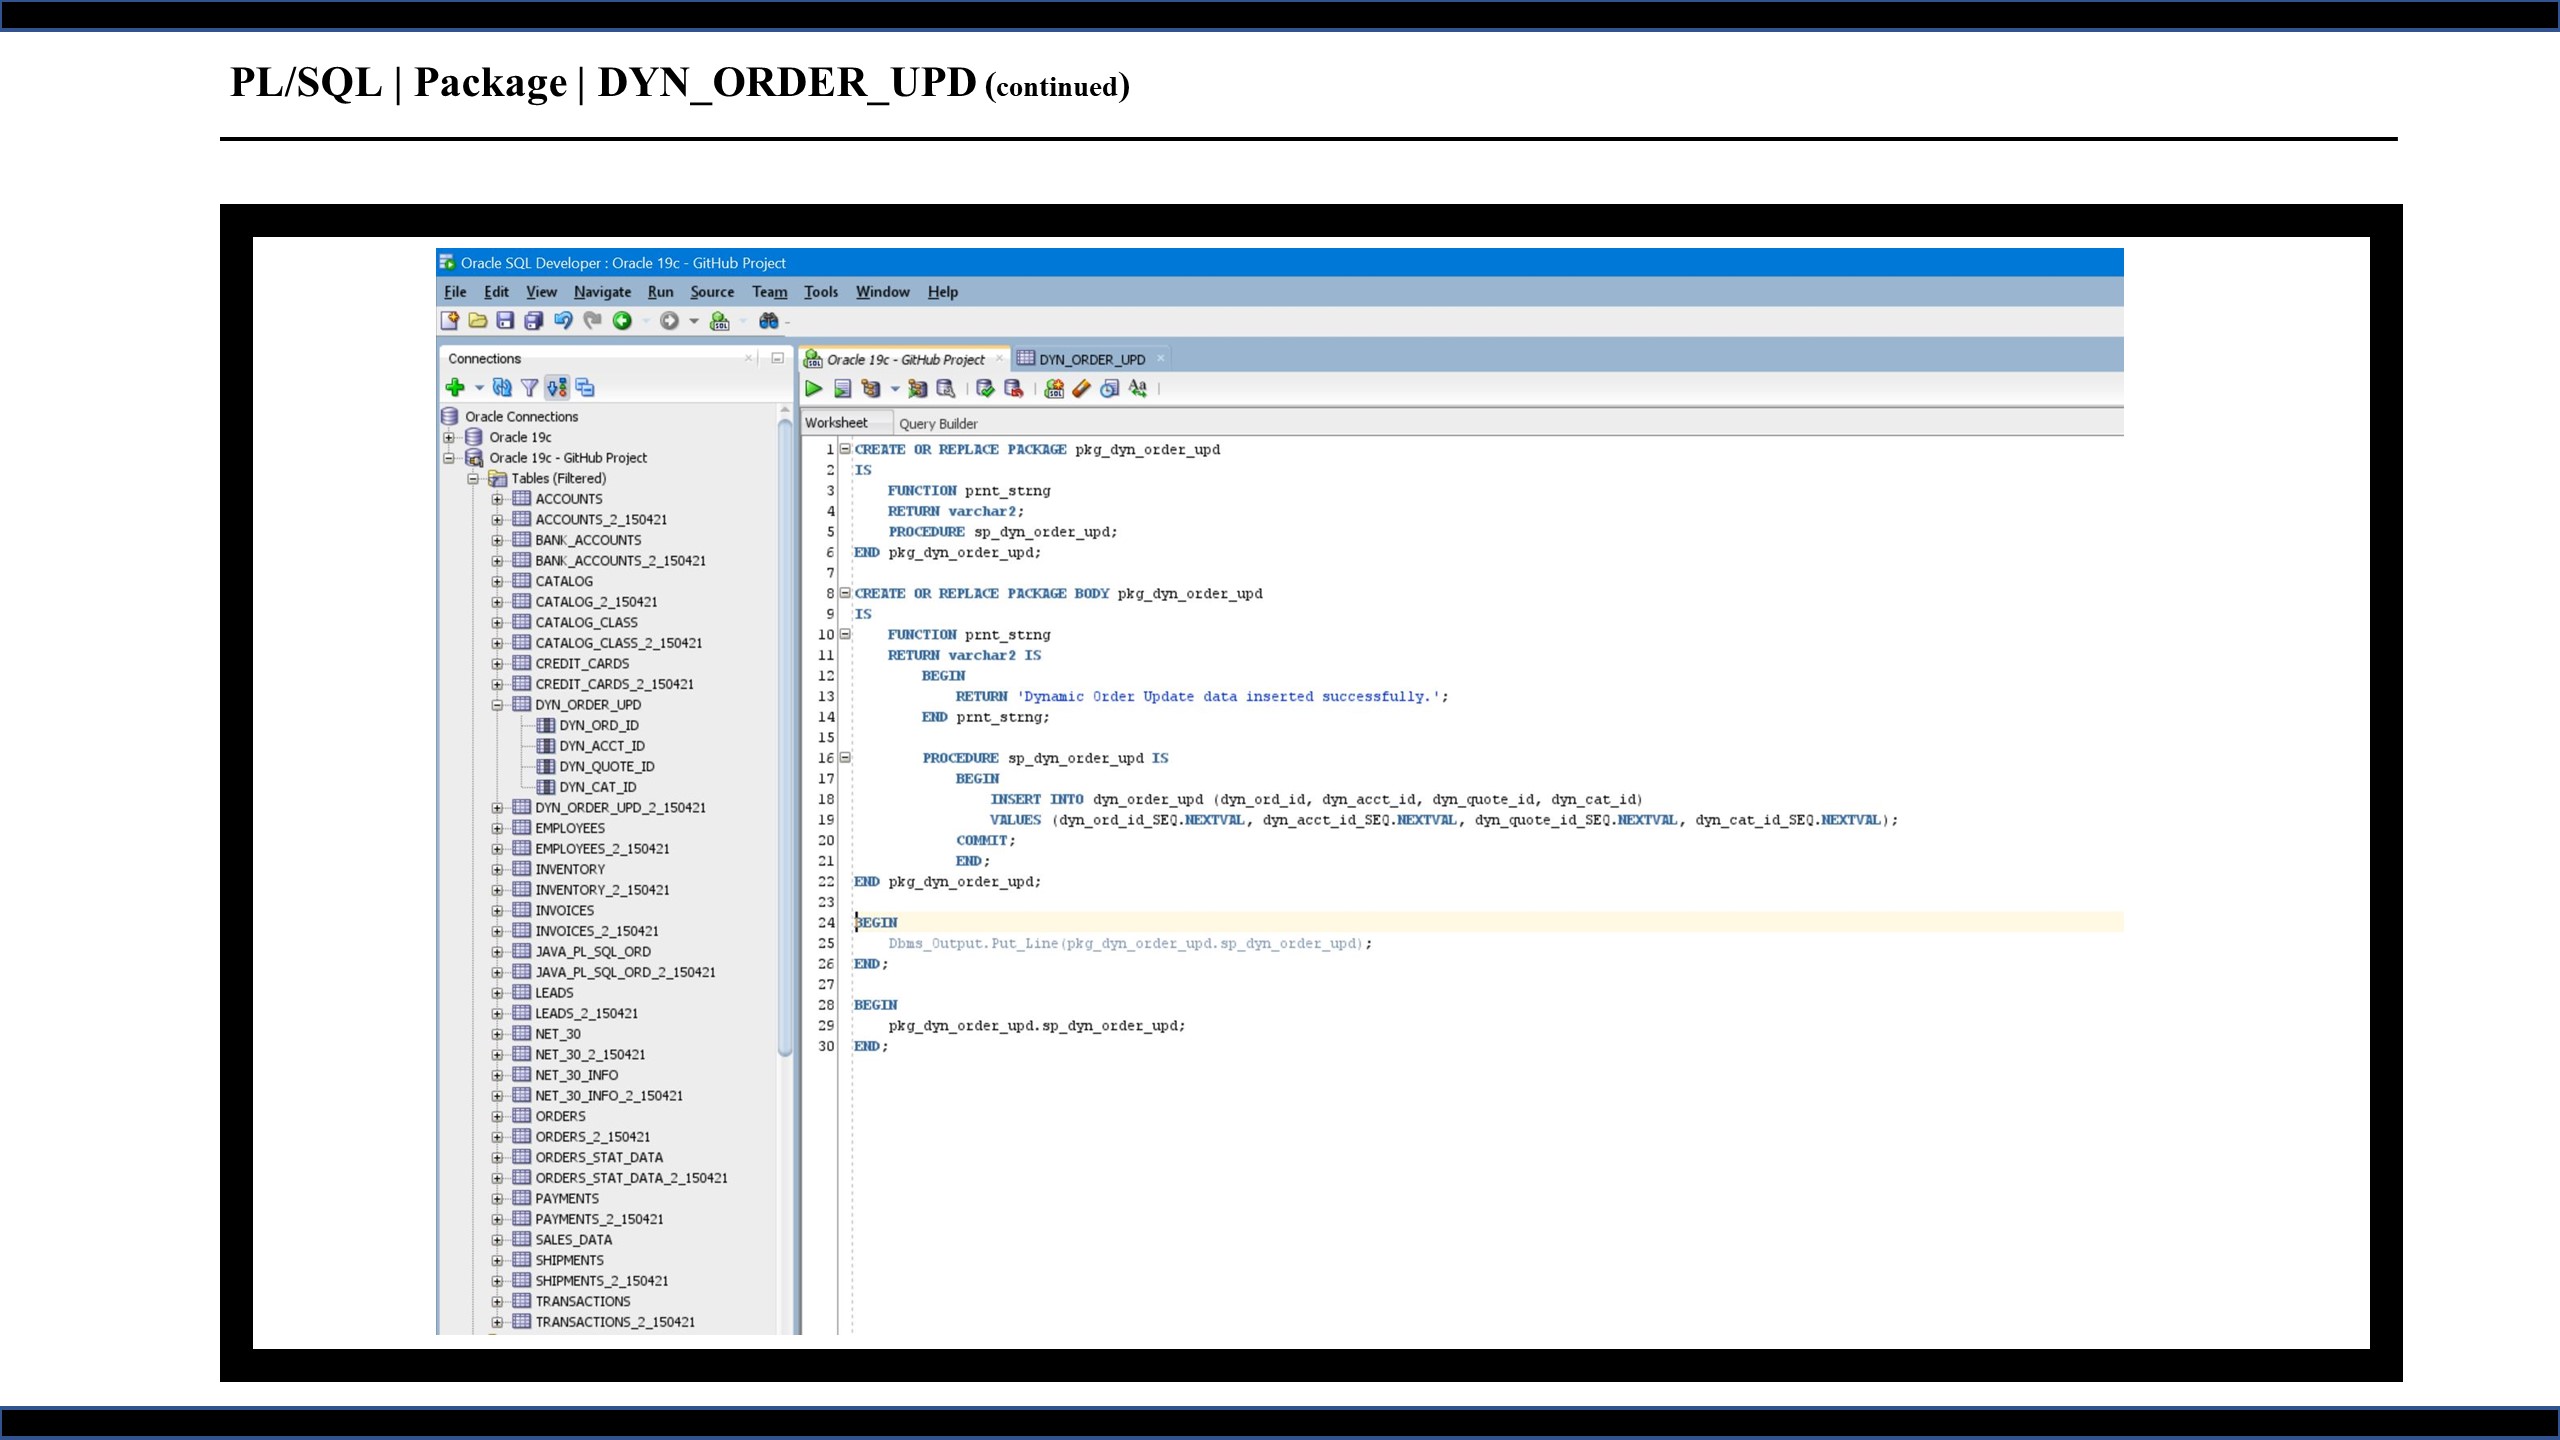 PL/SQL | Package | DYN_ORDER_UPD (continued)
Oracle SQL Developer : Oracle 19c - GitHub Project
File Edit View Navigate Run Source Team Tools Window Help
Connections
Oracle Connections
Oracle 19c
Oracle 19c - GitHub Project
Tables (Filtered)
ACCOUNTS
ACCOUNTS_2_150421
BANK_ACCOUNTS
BANK_ACCOUNTS_2_150421
CATALOG
CATALOG_2_150421
CATALOG_CLASS
CATALOG_CLASS_2_150421
CREDIT_CARDS
CREDIT_CARDS_2_150421
DYN_ORDER_UPD
DYN_ORD_ID
DYN_ACCT_ID
DYN_QUOTE_ID
DYN_CAT_ID
DYN_ORDER_UPD_2_150421
EMPLOYEES
EMPLOYEES_2_150421
INVENTORY
INVENTORY_2_150421
INVOICES
INVOICES_2_150421
JAVA_PL_SQL_ORD
JAVA_PL_SQL_ORD_2_150421
LEADS
LEADS_2_150421
NET_30
NET_30_2_150421
NET_30_INFO
NET_30_INFO_2_150421
ORDERS
ORDERS_2_150421
ORDERS_STAT_DATA
ORDERS_STAT_DATA_2_150421
PAYMENTS
PAYMENTS_2_150421
SALES_DATA
SHIPMENTS
SHIPMENTS_2_150421
TRANSACTIONS
TRANSACTIONS_2_150421
Oracle 19c - GitHub Project DYN_ORDER_UPD
Worksheet Query Builder
1 CREATE OR REPLACE PACKAGE pkg_dyn_order_upd
2 IS
3 FUNCTION prnt_strng
4 RETURN varchar2;
5 PROCEDURE sp_dyn_order_upd;
6 END pkg_dyn_order_upd;
7
8 CREATE OR REPLACE PACKAGE BODY pkg_dyn_order_upd
9 IS
10 FUNCTION prnt_strng
11 RETURN varchar2 IS
12 BEGIN
13 RETURN 'Dynamic Order Update data inserted successfully.';
14 END prnt_strng;
15
16 PROCEDURE sp_dyn_order_upd IS
17 BEGIN
18 INSERT INTO dyn_order_upd (dyn_ord_id, dyn_acct_id, dyn_quote_id, dyn_cat_id)
19 VALUES (dyn_ord_id_SEQ.NEXTVAL, dyn_acct_id_SEQ.NEXTVAL, dyn_quote_id_SEQ.NEXTVAL, dyn_cat_id_SEQ.NEXTVAL);
20 COMMIT;
21 END;
22 END pkg_dyn_order_upd;
23
24 BEGIN
25 Dbms_Output.Put_Line(pkg_dyn_order_upd.sp_dyn_order_upd);
26 END;
27
28 BEGIN
29 pkg_dyn_order_upd.sp_dyn_order_upd;
30 END;